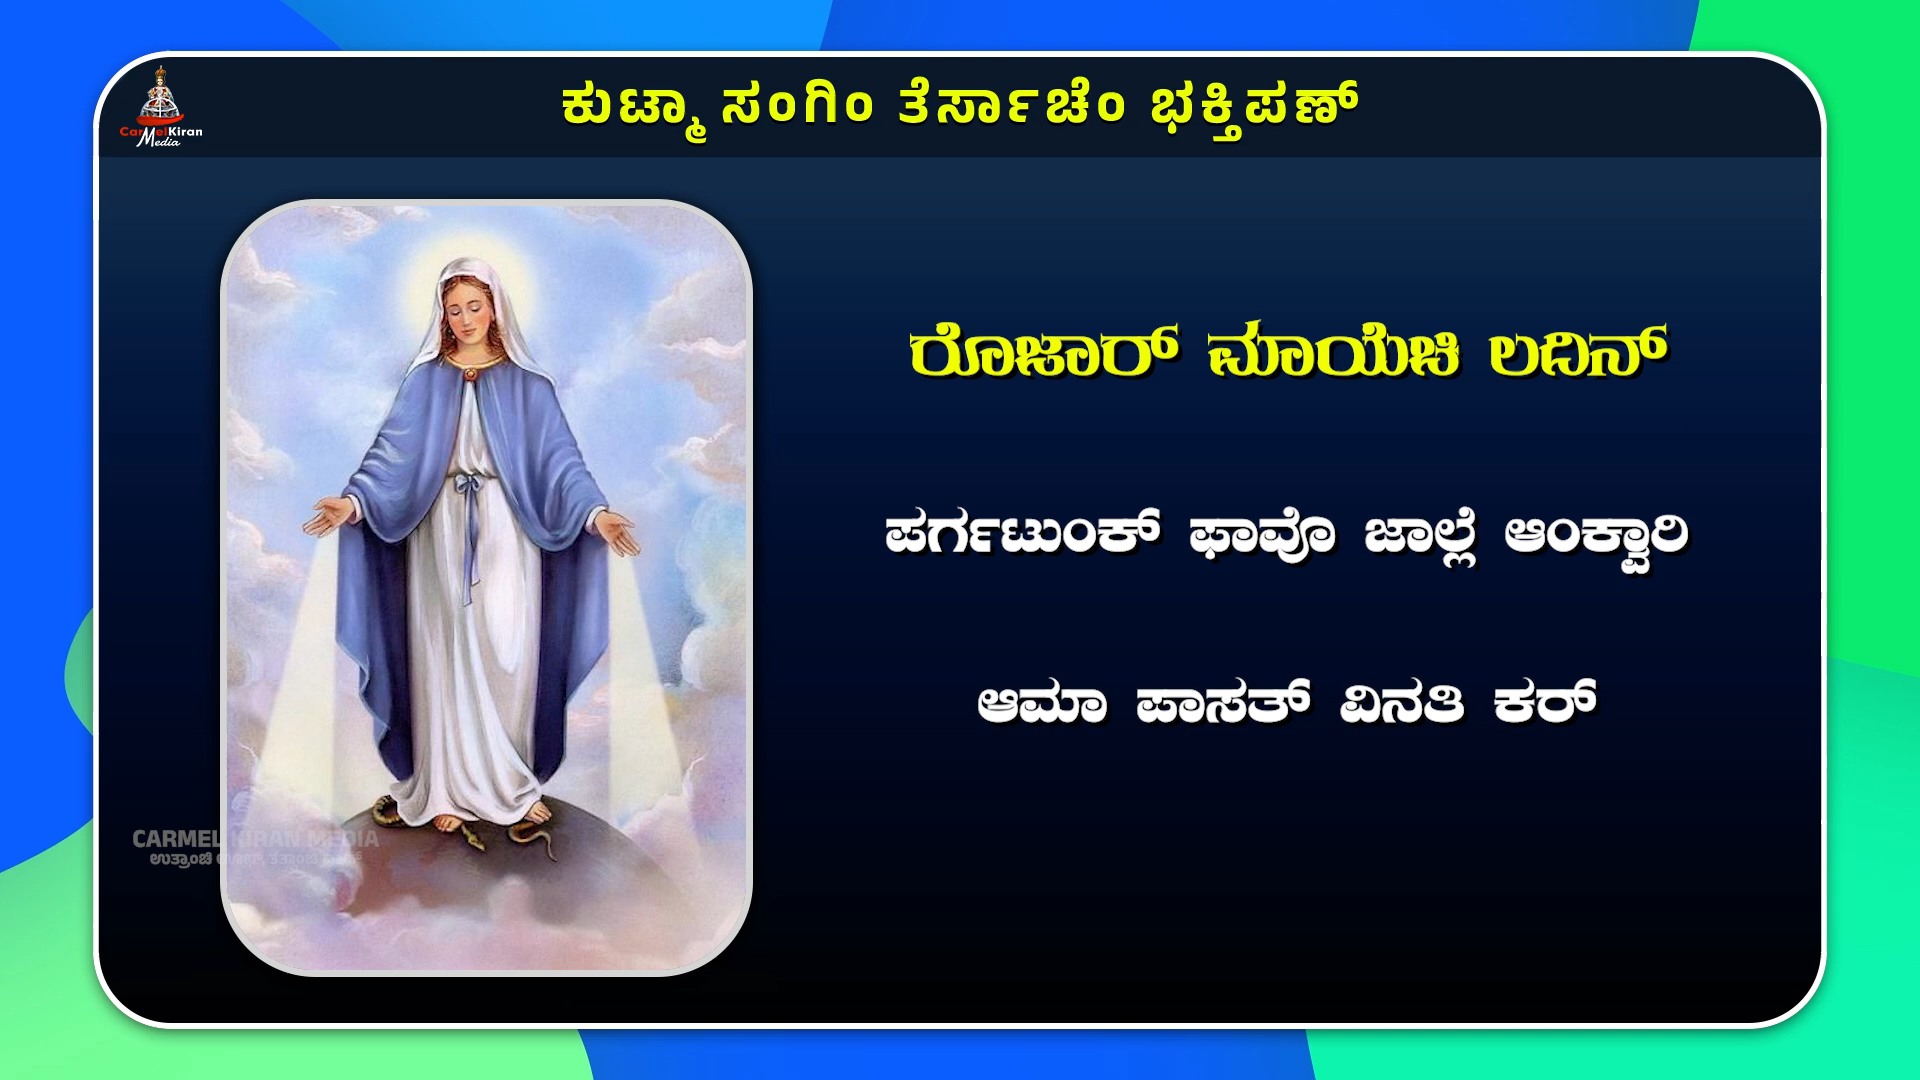 ಕುಟ್ಮಾ ಸಂಗಿಂ ತೆರ್ಸಾಚೆಂ ಭಕ್ತಿಪಣ್
CarmelKiran
Media
ರೊಜಾರ್ ಮಾಯೆಚಿ ಲದಿನ್
ಪರ್ಗಟುಂಕ್ ಫಾವೊ ಜಾಲ್ಲೆ ಆಂಕ್ವಾರಿ
ಆಮಾ ಪಾಸತ್ ವಿನತಿ ಕರ್
CARMEL KIRAN MEDIA